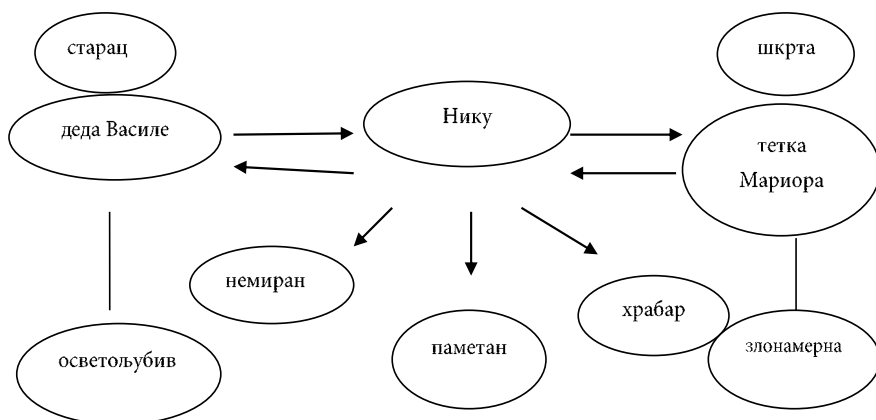 старац
шкрта
деда Василе
Нику
тетка
Мариора
немиран
храбар
осветољубив
паметан
злонамерна